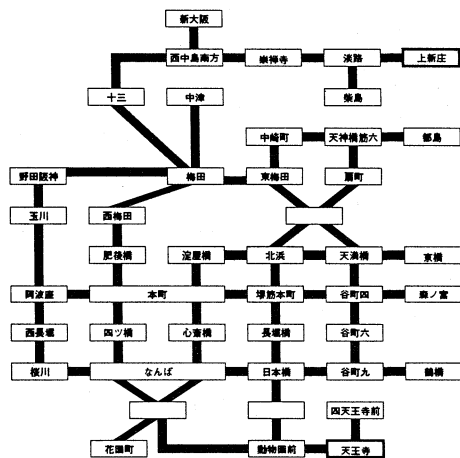 新大阪
西中島南方 崇禅寺 淡路 上新庄
十三 中津 柴島
中崎町 天神橋筋六 都島
野田阪神 梅田 東梅田 扇町
玉川 西梅田
肥後橋 淀屋橋 北浜 天満橋 京橋
阿波座 本町 堺筋本町 谷町四 森ノ宮
西長堀 四ツ橋 心斎橋 長堀橋 谷町六
桜川 なんば 日本橋 谷町九 鶴橋
四天王寺前
花園町 動物園前 天王寺